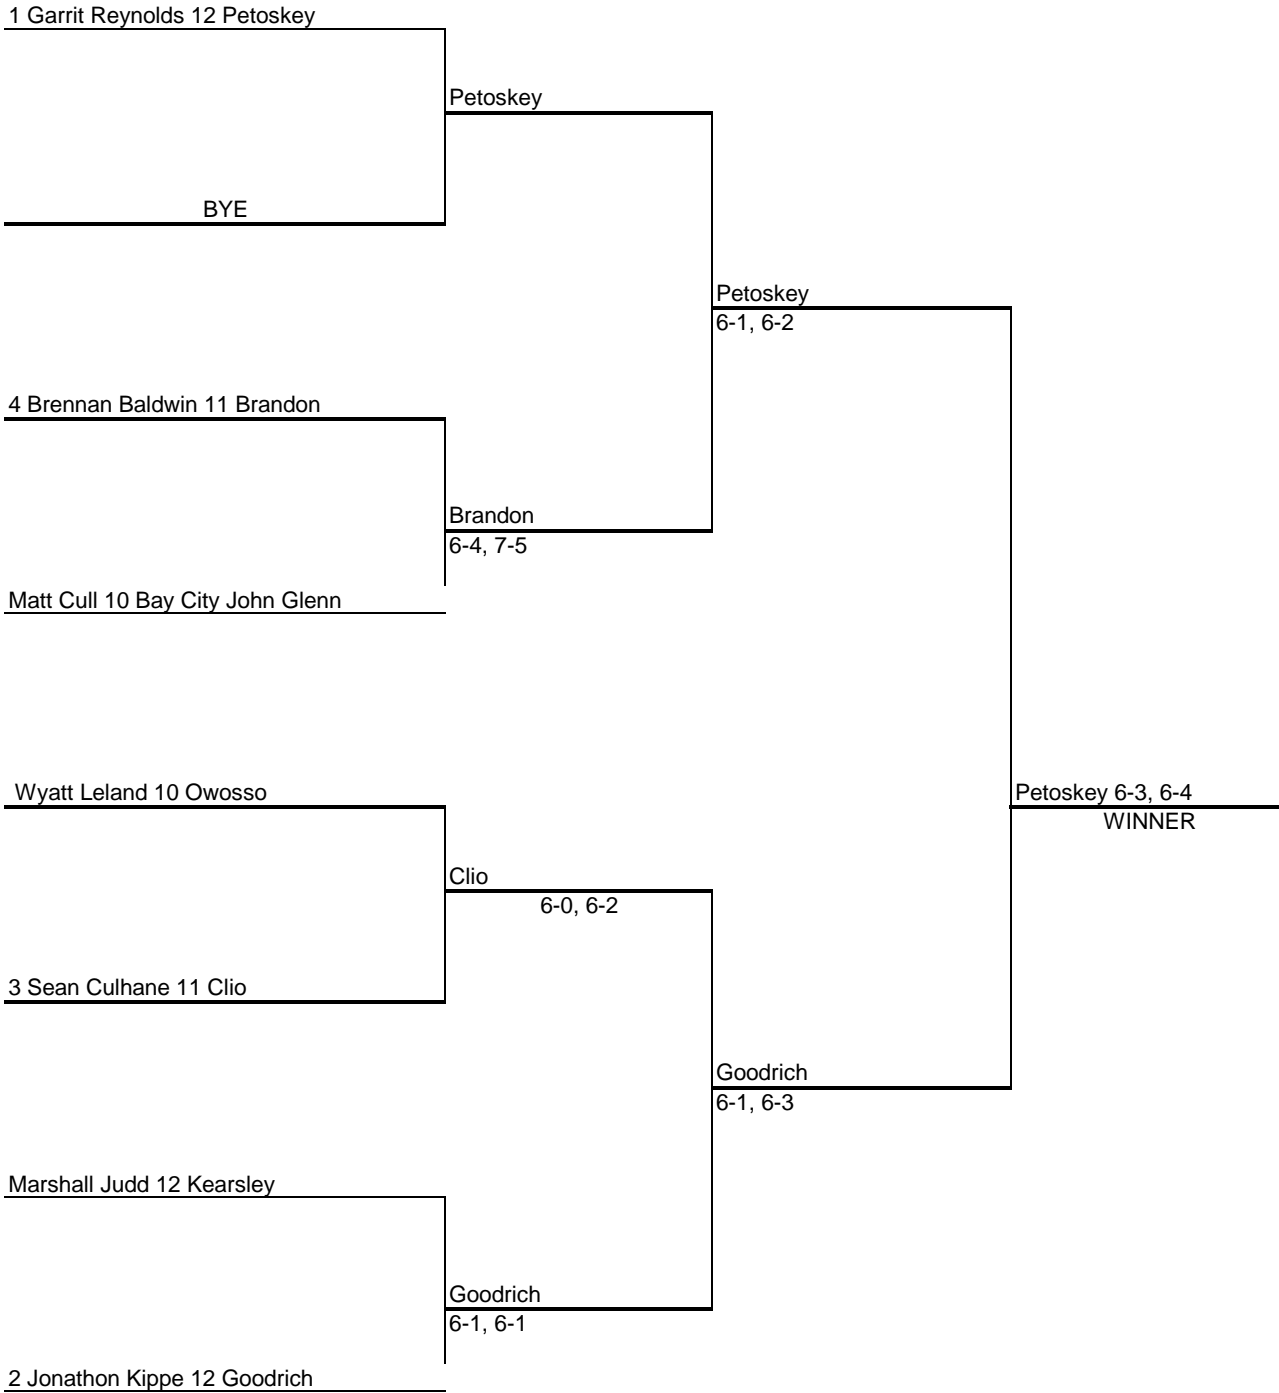 1 Garrit Reynolds 12 Petoskey
Petoskey
BYE
Petoskey
6-1, 6-2
4 Brennan Baldwin 11 Brandon
Brandon
6-4, 7-5
Matt Cull 10 Bay City John Glenn
Wyatt Leland 10 Owosso
Petoskey 6-3, 6-4
WINNER
Clio
6-0, 6-2
3 Sean Culhane 11 Clio
Goodrich
6-1, 6-3
Marshall Judd 12 Kearsley
Goodrich
6-1, 6-1
2 Jonathon Kippe 12 Goodrich